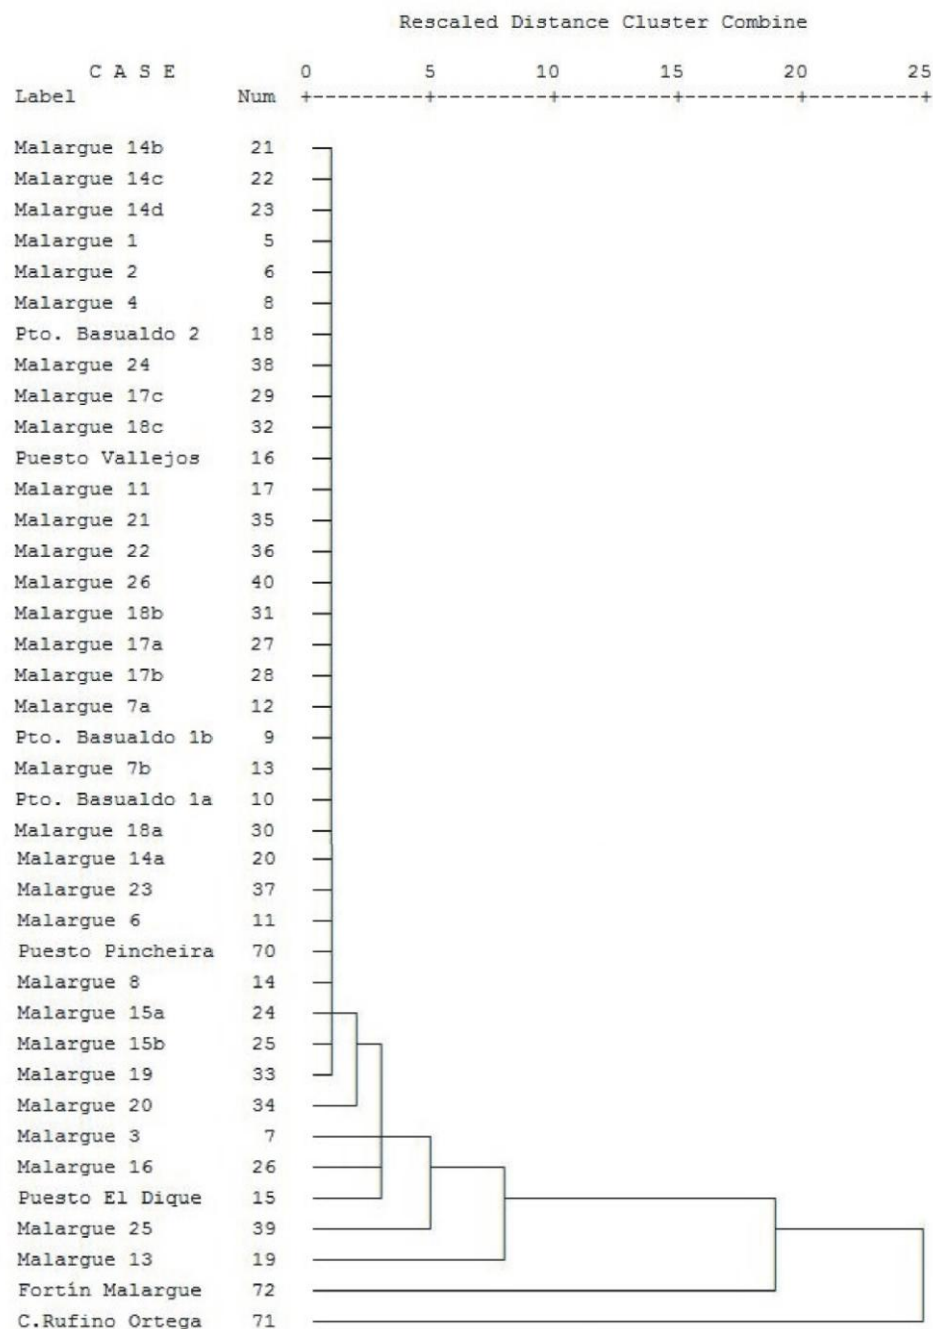 Rescaled Distance Cluster Combine
C A S E 0 5 10 15 20 25
Label Num +---------+---------+---------+---------+---------+
Malargue 14b 21
Malargue 14c 22
Malargue 14d 23
Malargue 1 5
Malargue 2 6
Malargue 4 8
Pto. Basualdo 2 18
Malargue 24 38
Malargue 17c 29
Malargue 18c 32
Puesto Vallejos 16
Malargue 11 17
Malargue 21 35
Malargue 22 36
Malargue 26 40
Malargue 18b 31
Malargue 17a 27
Malargue 17b 28
Malargue 7a 12
Pto. Basualdo 1b 9
Malargue 7b 13
Pto. Basualdo 1a 10
Malargue 18a 30
Malargue 14a 20
Malargue 23 37
Malargue 6 11
Puesto Pincheira 70
Malargue 8 14
Malargue 15a 24
Malargue 15b 25
Malargue 19 33
Malargue 20 34
Malargue 3 7
Malargue 16 26
Puesto El Dique 15
Malargue 25 39
Malargue 13 19
Fortín Malargue 72
C.Rufino Ortega 71